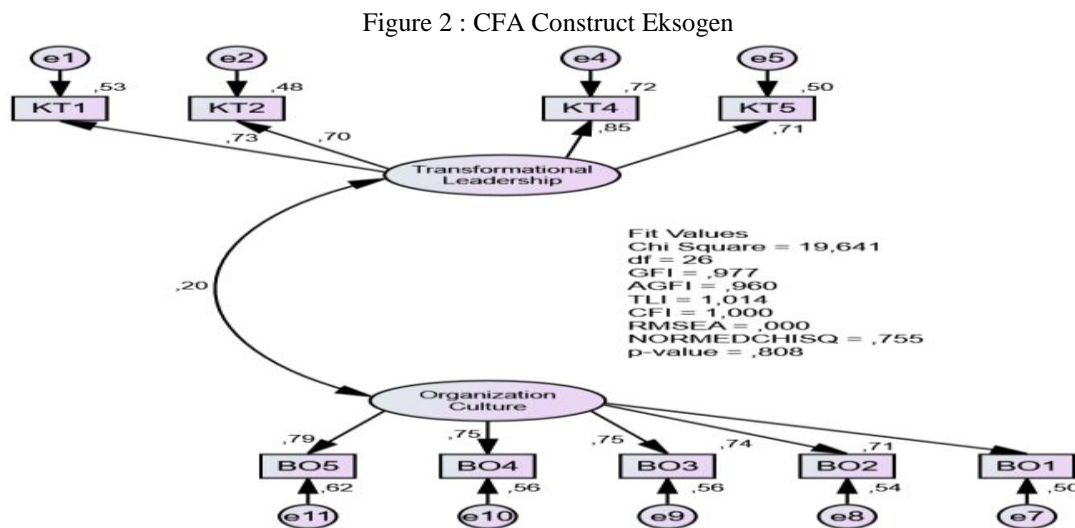 Figure 2 : CFA Construct Eksogen
e1 e2 e4 e5
,53 ,48 ,72 ,50
KT1 KT2 KT4 KT5
,73 ,70 ,85 ,71
Transformational
Leadership
,20
Fit Values
Chi Square = 19,641
df = 26
GFI = ,977
AGFI = ,960
TLI = 1,014
CFI = 1,000
RMSEA = ,000
NORMEDCHISQ = ,755
p-value = ,808
Organization
Culture
,79 ,75 ,75 ,74 ,71
BO5 BO4 BO3 BO2 BO1
,62 ,56 ,56 ,54 ,50
e11 e10 e9 e8 e7